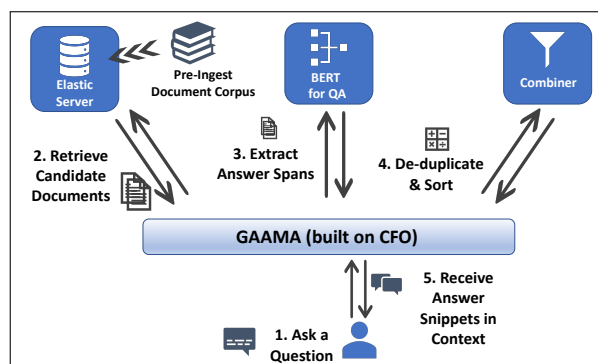 Elastic
Server
Pre-Ingest
Document Corpus
BERT
for QA
Combiner
2. Retrieve
Candidate
Documents
3. Extract
Answer Spans
4. De-duplicate
& Sort
GAAMA (built on CFO)
1. Ask a
Question
5. Receive
Answer
Snippets in
Context